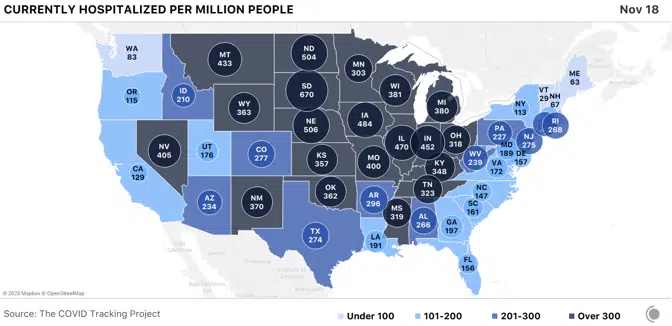 CURRENTLY HOSPITALIZED PER MILLION PEOPLE
Nov 18
WA
83
MT
433
ND
504
MN
303
ME
63
VT
29
NH
67
OR
115
ID
210
SD
670
WI
381
MI
380
NY
113
WY
363
RI
268
IA
484
PA
227
NJ
275
NE
506
IL
470
IN
452
OH
318
MD
189
DE
157
NV
405
UT
176
CO
277
WV
239
KS
357
MO
400
KY
348
VA
172
CA
129
NC
147
TN
323
OK
362
AR
296
AZ
234
NM
370
SC
161
MS
319
AL
266
GA
197
TX
274
LA
191
FL
156
© 2020 Mapbox © OpenStreetMap
Source: The COVID Tracking Project
Under 100
101-200
201-300
Over 300